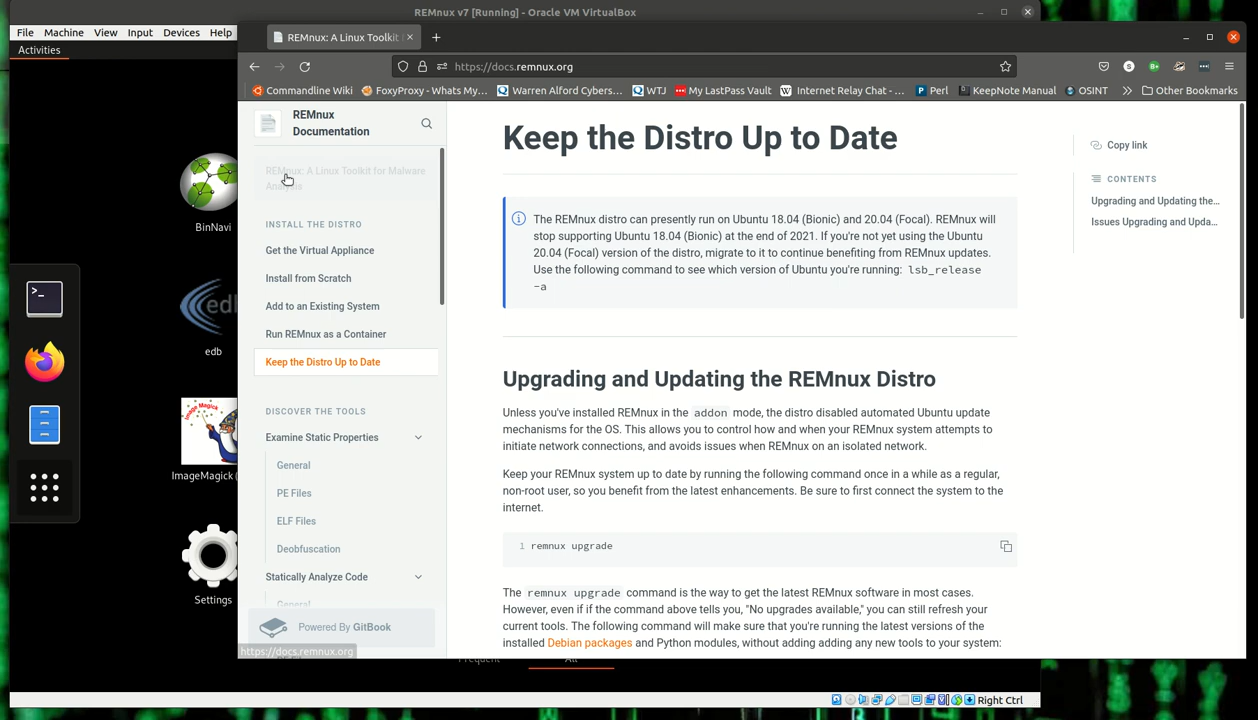 REMnux v7 [Running] - Oracle VM VirtualBox
File Machine View Input Devices Help
Activities
REMnux: A Linux Toolkit
https://docs.remnux.org
Commandline Wiki
FoxyProxy - Whats My...
Warren Alford Cybers...
WTJ
My LastPass Vault
Internet Relay Chat - ...
Perl
KeepNote Manual
OSINT
Other Bookmarks
REMnux
Documentation
REMnux: A Linux Toolkit for Malware
Analysis
INSTALL THE DISTRO
Get the Virtual Appliance
Install from Scratch
Add to an Existing System
Run REMnux as a Container
Keep the Distro Up to Date
DISCOVER THE TOOLS
Examine Static Properties
General
PE Files
ELF Files
Deobfuscation
Statically Analyze Code
General
Powered By GitBook
https://docs.remnux.org
Keep the Distro Up to Date
The REMnux distro can presently run on Ubuntu 18.04 (Bionic) and 20.04 (Focal). REMnux will
stop supporting Ubuntu 18.04 (Bionic) at the end of 2021. If you're not yet using the Ubuntu
20.04 (Focal) version of the distro, migrate to it to continue benefiting from REMnux updates.
Use the following command to see which version of Ubuntu you're running: lsb_release
-a
Upgrading and Updating the REMnux Distro
Unless you've installed REMnux in the addon mode, the distro disabled automated Ubuntu update
mechanisms for the OS. This allows you to control how and when your REMnux system attempts to
initiate network connections, and avoids issues when REMnux on an isolated network.
Keep your REMnux system up to date by running the following command once in a while as a regular,
non-root user, so you benefit from the latest enhancements. Be sure to first connect the system to the
internet.
1 remnux upgrade
The remnux upgrade command is the way to get the latest REMnux software in most cases.
However, even if if the command above tells you, "No upgrades available," you can still refresh your
current tools. The following command will make sure that you're running the latest versions of the
installed Debian packages and Python modules, without adding adding any new tools to your system:
Copy link
CONTENTS
Upgrading and Updating the...
Issues Upgrading and Upda...
BinNavi
edb
edb
Image Magick
ImageMagick (
Settings
Frequent
All
Right Ctrl